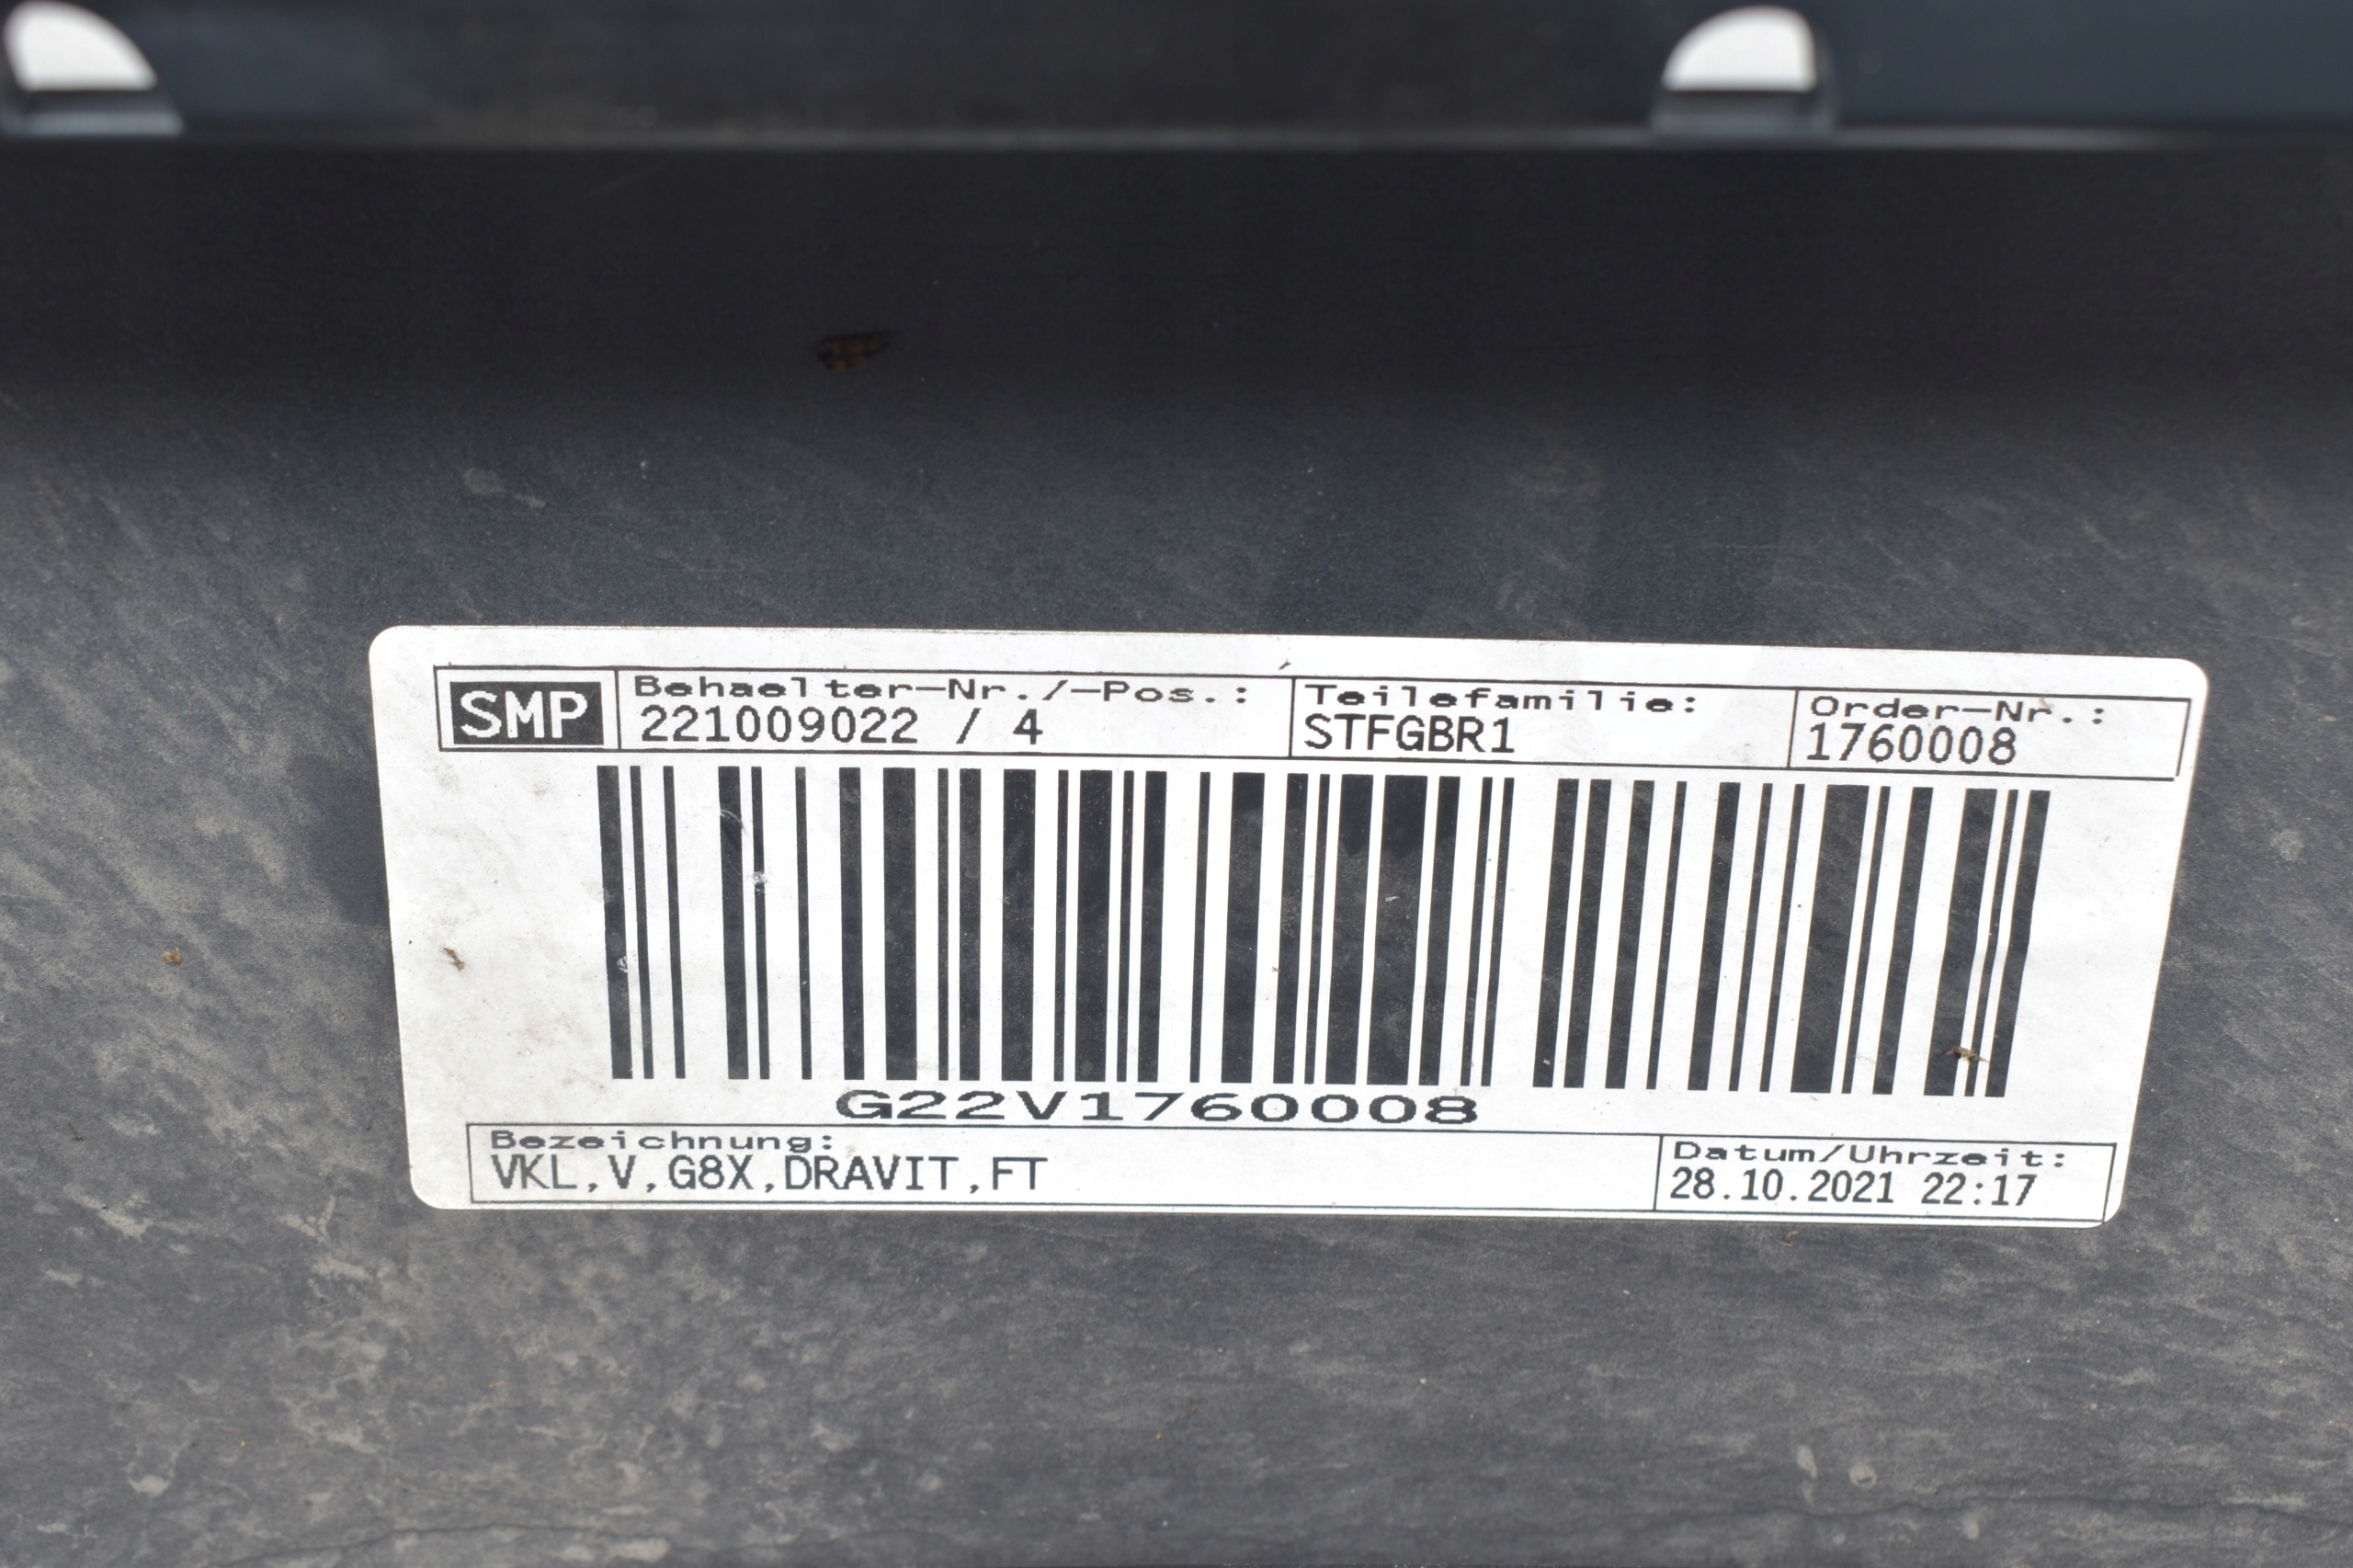 SMP
Behaelter-Nr./-Pos.:
221009022 / 4
Teilefamilie:
STFGBR1
Order-Nr.:
1760008
G22V1760008
Bezeichnung:
VKL,V,G8X,DRAVIT,FT
Datum/Uhrzeit:
28.10.2021 22:17